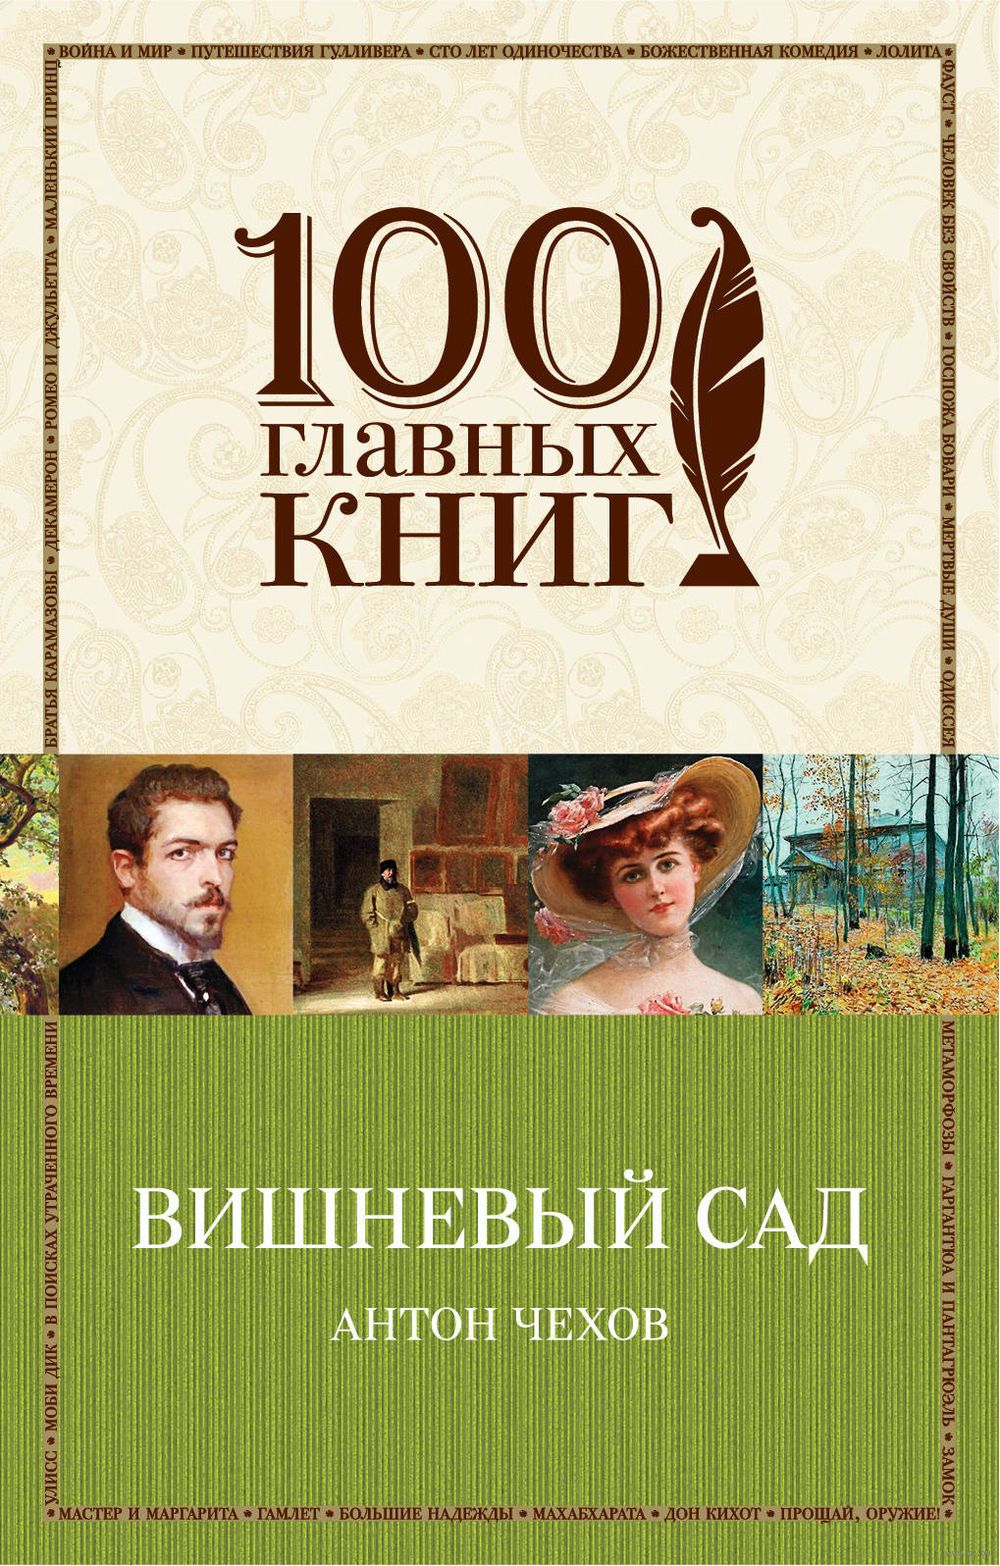 * ВОЙНА И МИР * ПУТЕШЕСТВИЯ ГУЛЛИВЕРА * СТО ЛЕТ ОДИНОЧЕСТВА * БОЖЕСТВЕННАЯ КОМЕДИЯ * ЛОЛИТА *
БРАТЬЯ КАРАМАЗОВЫ * ДЕКАМЕРОН * РОМЕО И ДЖУЛЬЕТТА * МАЛЕНЬКИЙ ПРИНЦ
ФАУСТ * ЧЕЛОВЕК БЕЗ СВОЙСТВ * ГОСПОЖА БОВАРИ * МЕРТВЫЕ ДУШИ * ОДИССЕЯ
100
главных
КНИГ
УЛИСС * МОБИ ДИК * В ПОИСКАХ УТРАЧЕННОГО ВРЕМЕНИ
МЕТАМОРФОЗЫ * ГАРГАНТЮА И ПАНТАГРЮЭЛЬ * ЗАМОК
ВИШНЕВЫЙ САД
АНТОН ЧЕХОВ
* МАСТЕР И МАРГАРИТА * ГАМЛЕТ * БОЛЬШИЕ НАДЕЖДЫ * МАХАБХАРАТА * ДОН КИХОТ * ПРОЩАЙ, ОРУЖИЕ! *